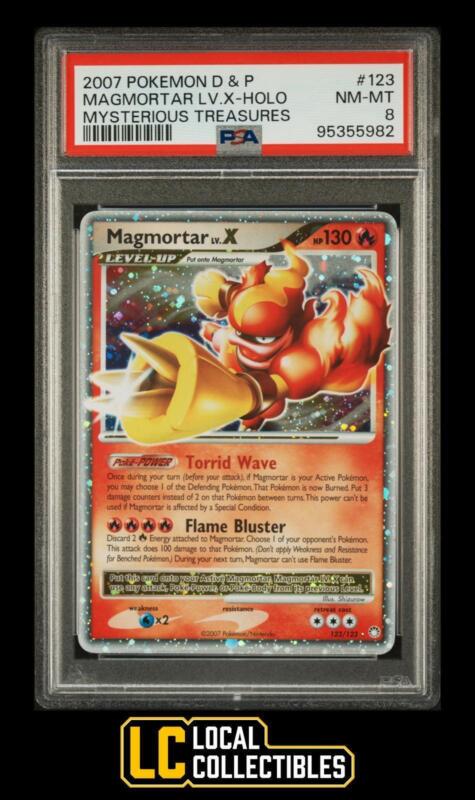 2007 POKEMON D & P #123
MAGMORTAR LV.X-HOLO NM-MT
MYSTERIOUS TREASURES 8
PSA 95355982
Magmortar LV.X HP 130
LEVEL-UP Put onto Magmortar
Poké-POWER Torrid Wave
Once during your turn (before your attack), if Magmortar is your Active Pokémon,
you may choose 1 of the Defending Pokémon. That Pokémon is now Burned. Put 3
damage counters instead of 2 on that Pokémon between turns. This power can't be
used if Magmortar is affected by a Special Condition.
Flame Bluster
Discard 2 Energy attached to Magmortar. Choose 1 of your opponent's Pokémon.
This attack does 100 damage to that Pokémon. (Don't apply Weakness and Resistance
for Benched Pokémon.) During your next turn, Magmortar can't use Flame Bluster.
Put this card onto your Active Magmortar. Magmortar LV.X can
use any attack, Poké-Power, or Poké-Body from its previous Level.
Illus. Shizurow
weakness resistance retreat cost
x2
©2007 Pokémon/Nintendo 123/123
PSA
LC LOCAL
COLLECTIBLES